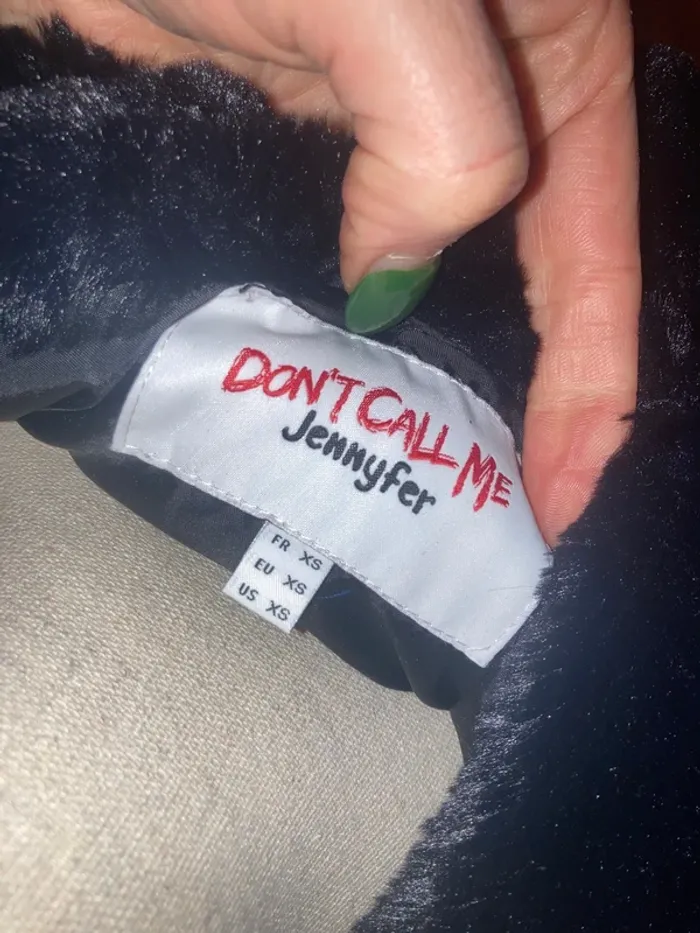 DON'T CALL ME
Jennyfer
FR XS
EU XS
US XS